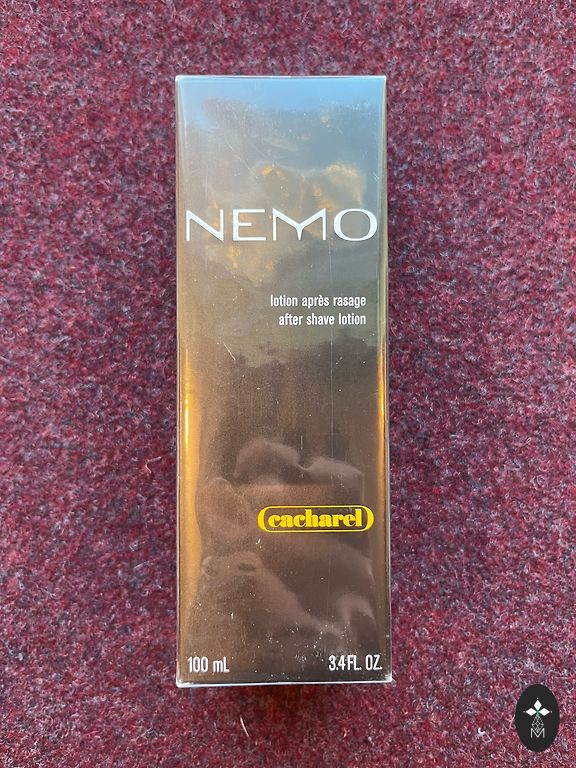 NEMO
lotion après rasage
after shave lotion
cacharel
100 mL
3.4 FL. OZ.